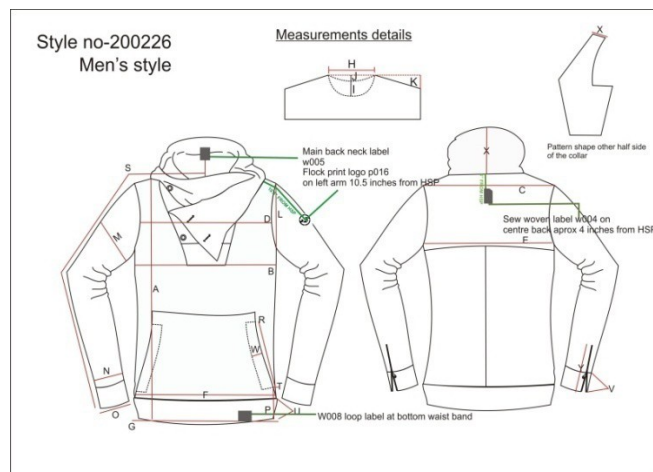 Style no-200226
Men's style
Measurements details
H
J
I
K
X
Pattern shape other half side
of the collar
Main back neck label
w005
Flock print logo p016
on left arm 10.5 inches from HSP
S
X
C
D
L
M
Sew woven label w004 on
centre back aprox 4 inches from HSP
E
B
A
R
W
N
Y
V
T
F
O
P
U
G
W008 loop label at bottom waist band